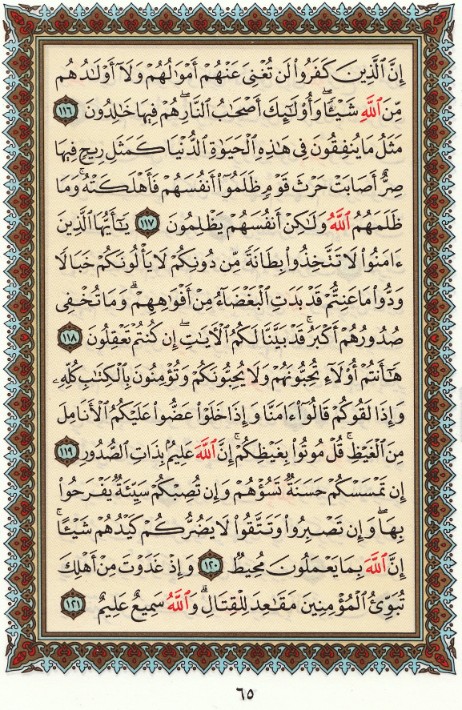 إِنَّ ٱلَّذِينَ كَفَرُوا۟ لَن تُغْنِىَ عَنْهُمْ أَمْوَٰلُهُمْ وَلَآ أَوْلَٰدُهُم
مِّنَ ٱللَّهِ شَيْـًٔا ۖ وَأُو۟لَٰٓئِكَ أَصْحَٰبُ ٱلنَّارِ ۚ هُمْ فِيهَا خَٰلِدُونَ ١١٦
مَثَلُ مَا يُنفِقُونَ فِى هَٰذِهِ ٱلْحَيَوٰةِ ٱلدُّنْيَا كَمَثَلِ رِيحٍ فِيهَا
صِرٌّ أَصَابَتْ حَرْثَ قَوْمٍ ظَلَمُوٓا۟ أَنفُسَهُمْ فَأَهْلَكَتْهُ ۚ وَمَا
ظَلَمَهُمُ ٱللَّهُ وَلَٰكِنْ أَنفُسَهُمْ يَظْلِمُونَ ١١٧ يَٰٓأَيُّهَا ٱلَّذِينَ
ءَامَنُوا۟ لَا تَتَّخِذُوا۟ بِطَانَةً مِّن دُونِكُمْ لَا يَأْلُونَكُمْ خَبَالًا
وَدُّوا۟ مَا عَنِتُّمْ قَدْ بَدَتِ ٱلْبَغْضَآءُ مِنْ أَفْوَٰهِهِمْ وَمَا تُخْفِى
صُدُورُهُمْ أَكْبَرُ ۚ قَدْ بَيَّنَّا لَكُمُ ٱلْءَايَٰتِ ۖ إِن كُنتُمْ تَعْقِلُونَ ١١٨
هَٰٓأَنتُمْ أُو۟لَآءِ تُحِبُّونَهُمْ وَلَا يُحِبُّونَكُمْ وَتُؤْمِنُونَ بِٱلْكِتَٰبِ كُلِّهِۦ
وَإِذَا لَقُوكُمْ قَالُوٓا۟ ءَامَنَّا وَإِذَا خَلَوْا۟ عَضُّوا۟ عَلَيْكُمُ ٱلْأَنَامِلَ
مِنَ ٱلْغَيْظِ ۚ قُلْ مُوتُوا۟ بِغَيْظِكُمْ ۗ إِنَّ ٱللَّهَ عَلِيمٌۢ بِذَاتِ ٱلصُّدُورِ ١١٩
إِن تَمْسَسْكُمْ حَسَنَةٌ تَسُؤْهُمْ وَإِن تُصِبْكُمْ سَيِّئَةٌ يَفْرَحُوا۟
بِهَا ۖ وَإِن تَصْبِرُوا۟ وَتَتَّقُوا۟ لَا يَضُرُّكُمْ كَيْدُهُمْ شَيْـًٔا ۗ
إِنَّ ٱللَّهَ بِمَا يَعْمَلُونَ مُحِيطٌ ١٢٠ وَإِذْ غَدَوْتَ مِنْ أَهْلِكَ
تُبَوِّئُ ٱلْمُؤْمِنِينَ مَقَٰعِدَ لِلْقِتَالِ ۗ وَٱللَّهُ سَمِيعٌ عَلِيمٌ ١٢١
٦٥